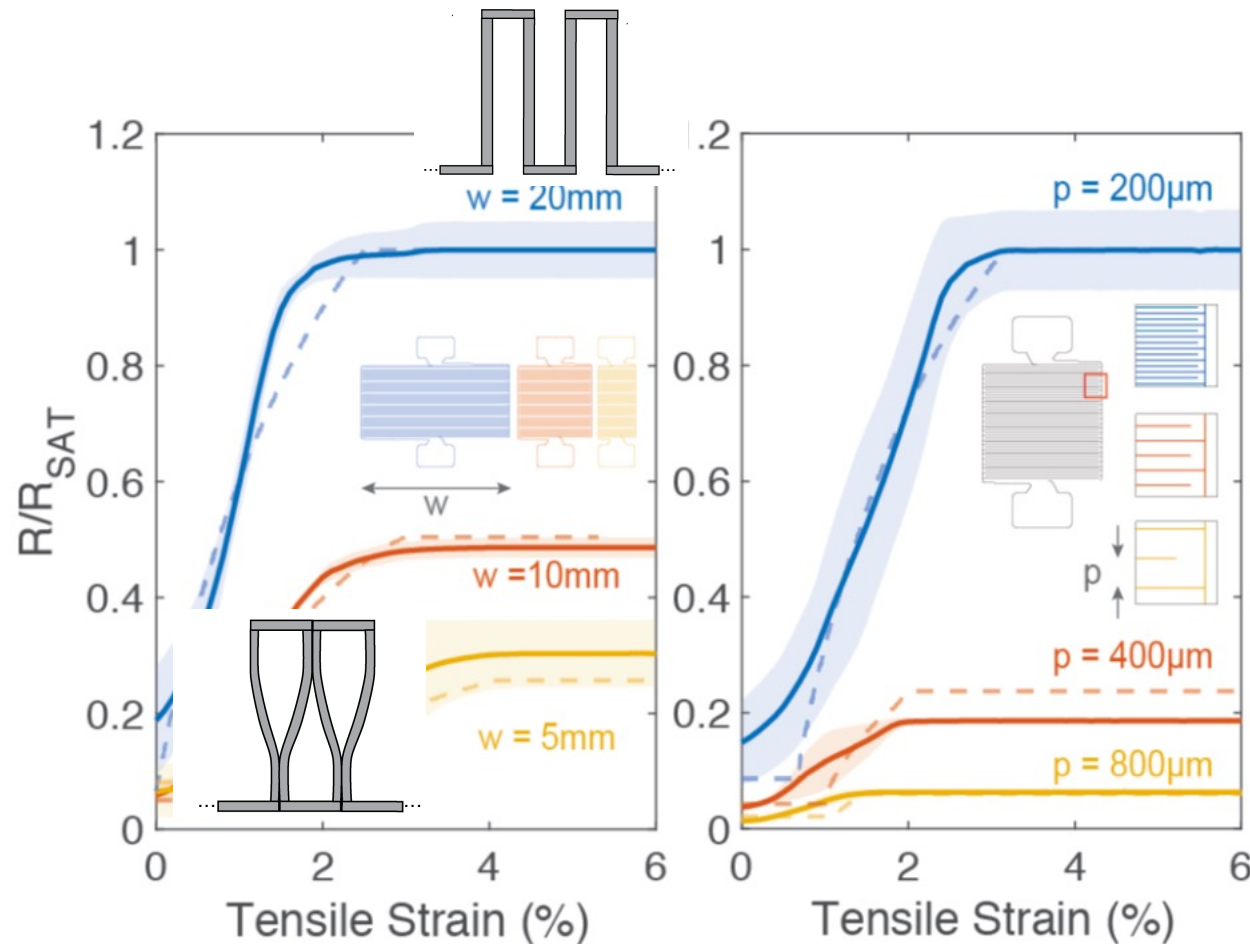 1.2
1
0.8
0.6
0.4
0.2
0
0
2
4
6
R/R_SAT
Tensile Strain (%)
w = 20mm
w
w =10mm
w = 5mm
.2
1
0.8
0.6
0.4
0.2
0
0
2
4
6
Tensile Strain (%)
p = 200μm
p
p = 400μm
p = 800μm